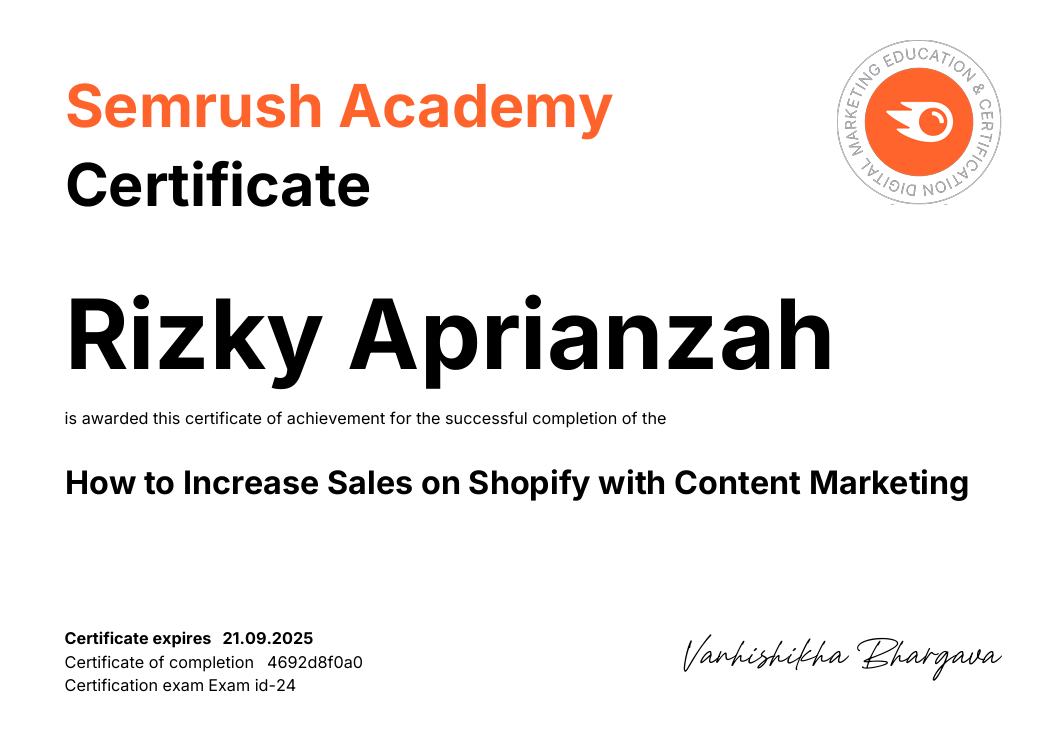 Semrush Academy
Certificate
DIGITAL MARKETING EDUCATION & CERTIFICATION
Rizky Aprianzah
is awarded this certificate of achievement for the successful completion of the
How to Increase Sales on Shopify with Content Marketing
Certificate expires 21.09.2025
Certificate of completion 4692d8f0a0
Certification exam Exam id-24
Vanhishikha Bhargava